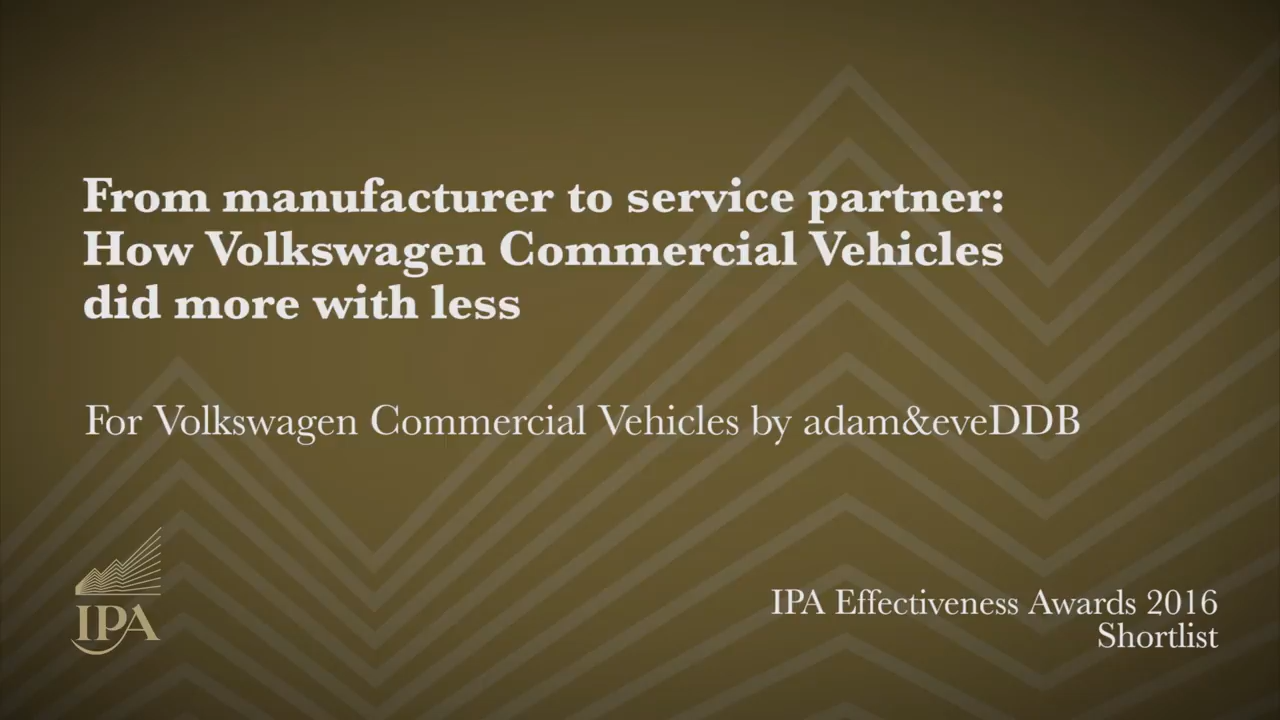 From manufacturer to service partner:
How Volkswagen Commercial Vehicles
did more with less
For Volkswagen Commercial Vehicles by adam&eveDDB
IPA
IPA Effectiveness Awards 2016
Shortlist